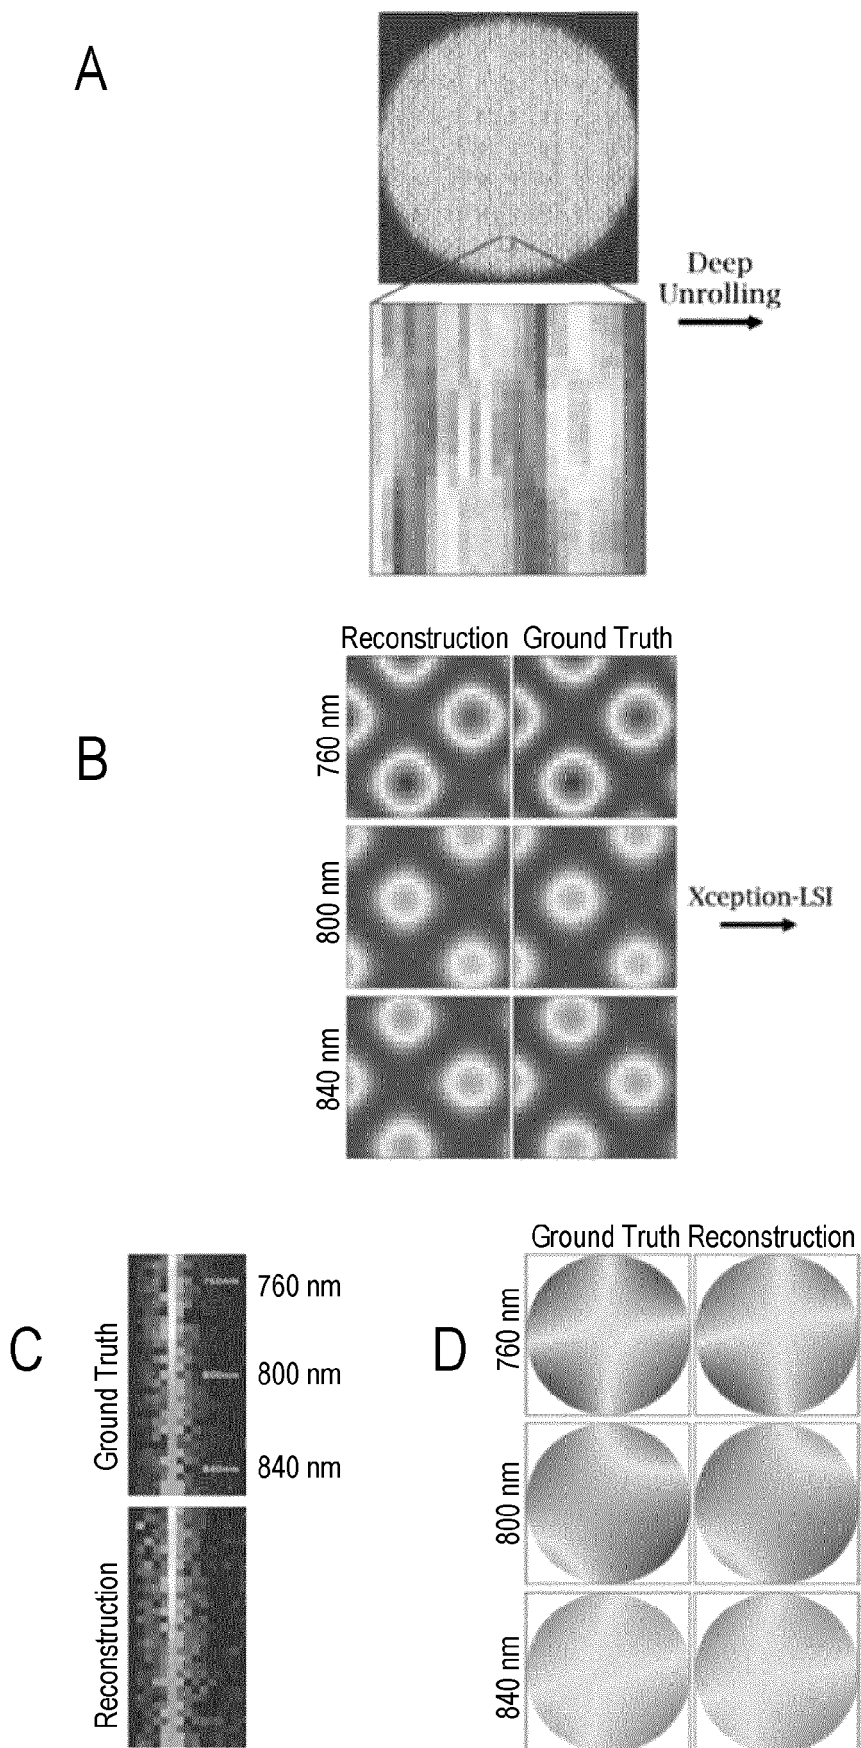 A
Deep
Unrolling
Reconstruction Ground Truth
B
760 nm
800 nm
840 nm
Xception-LSI
C
Ground Truth
760 nm
800 nm
840 nm
Reconstruction
D
Ground Truth Reconstruction
760 nm
800 nm
840 nm